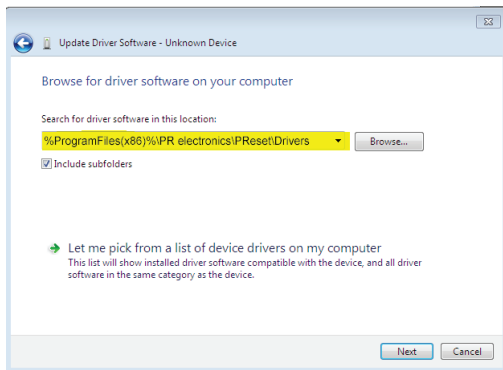 Update Driver Software - Unknown Device
Browse for driver software on your computer
Search for driver software in this location:
%ProgramFiles(x86)%\PR electronics\PReset\Drivers
Browse...
Include subfolders
Let me pick from a list of device drivers on my computer
This list will show installed driver software compatible with the device, and all driver
software in the same category as the device.
Next
Cancel